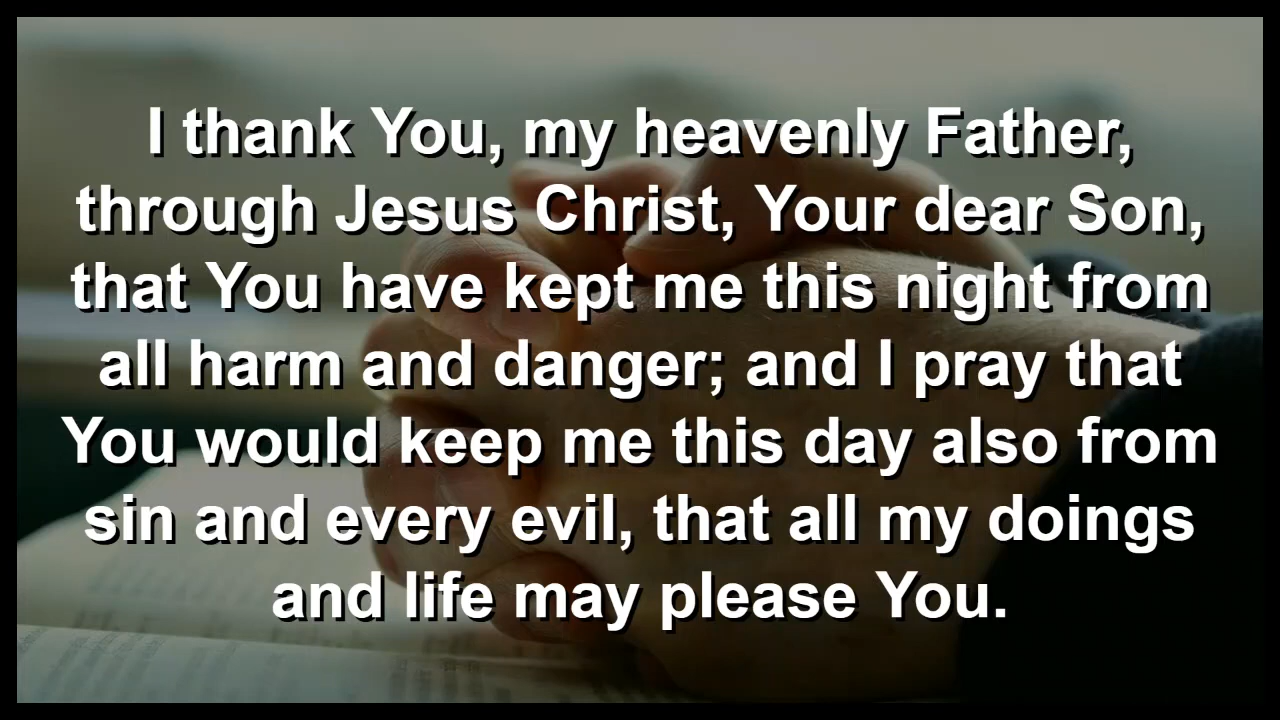 I thank You, my heavenly Father,
through Jesus Christ, Your dear Son,
that You have kept me this night from
all harm and danger; and I pray that
You would keep me this day also from
sin and every evil, that all my doings
and life may please You.